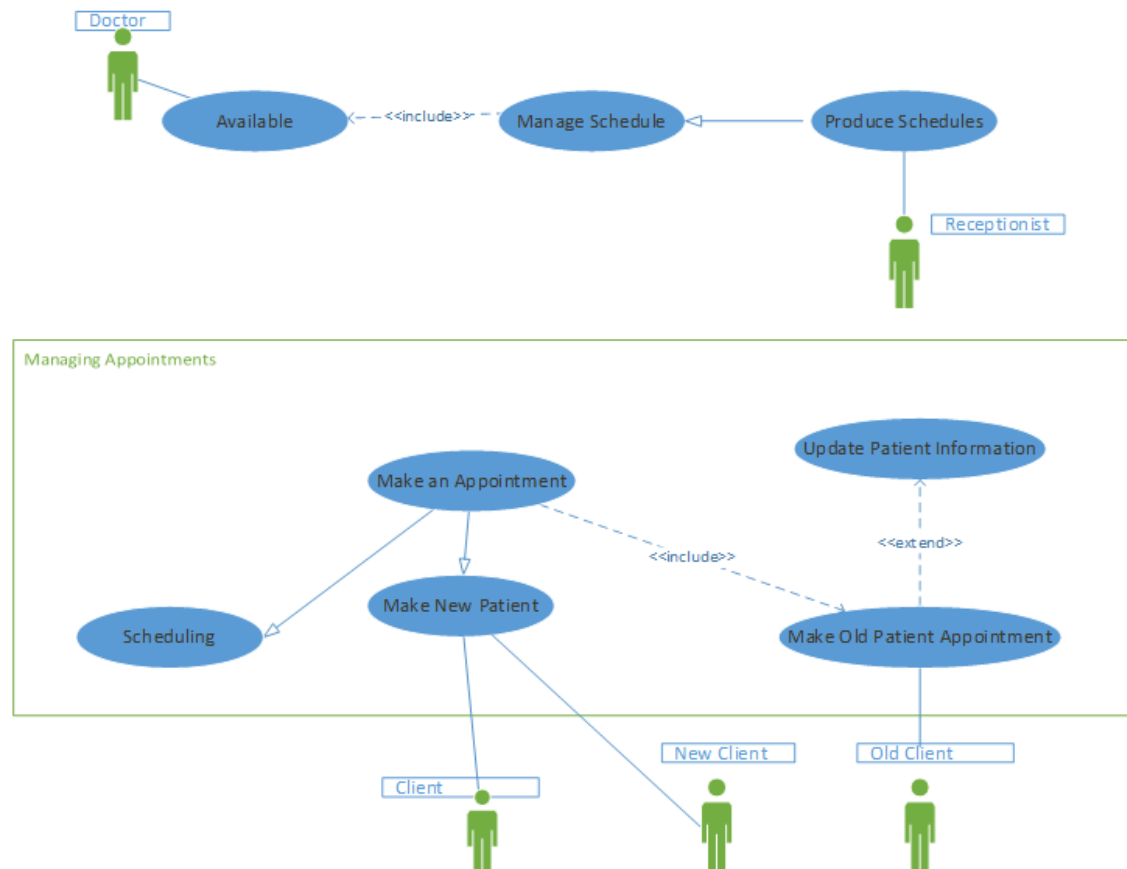 Doctor
Available
<<include>>
Manage Schedule
Produce Schedules
Receptionist
Managing Appointments
Update Patient Information
Make an Appointment
<<extend>>
<<include>>
Make New Patient
Scheduling
Make Old Patient Appointment
New Client
Old Client
Client